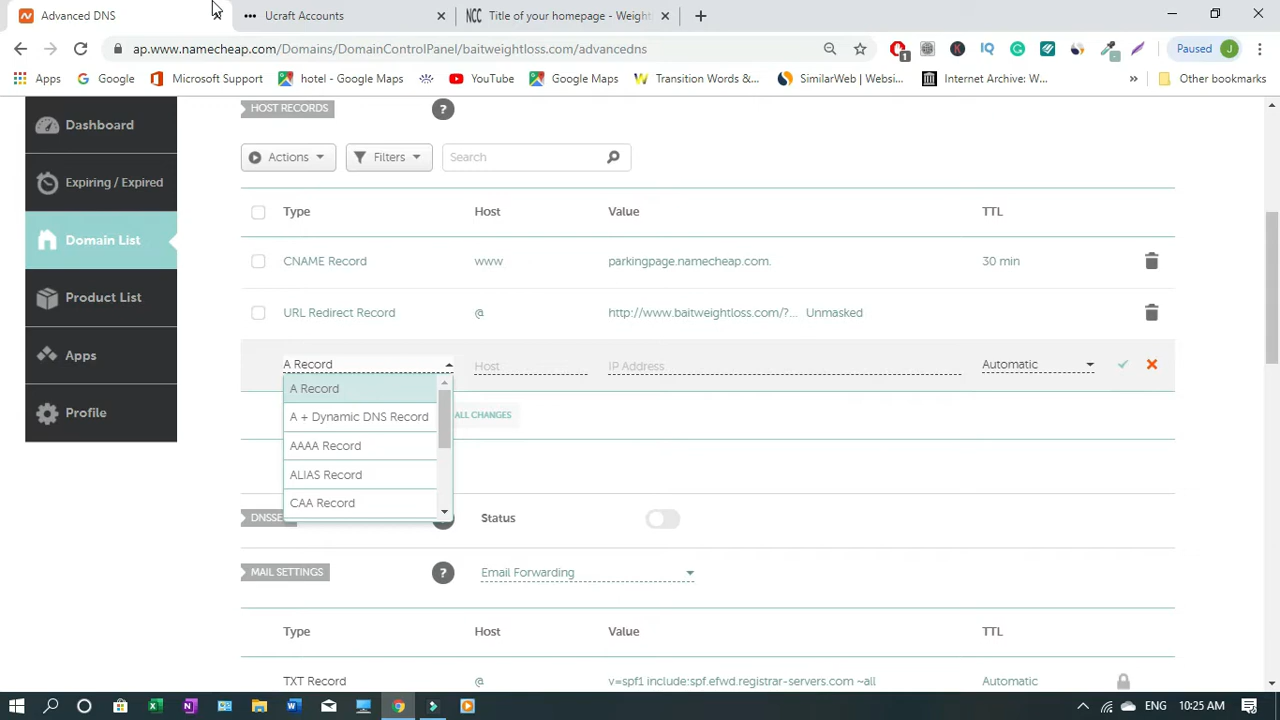 Advanced DNS
Ucraft Accounts
NCC Title of your homepage - Weigh
ap.www.namecheap.com/Domains/DomainControlPanel/baitweightloss.com/advancedns
1
IQ
Paused J
Apps Google Microsoft Support hotel - Google Maps YouTube Google Maps Transition Words &... SimilarWeb | Websi... Internet Archive: W... » Other bookmarks
Dashboard
Expiring / Expired
Domain List
Product List
Apps
Profile
HOST RECORDS ?
Actions Filters Search
Type Host Value TTL
CNAME Record www parkingpage.namecheap.com. 30 min
URL Redirect Record @ http://www.baitweightloss.com/?... Unmasked
A Record Host IP Address Automatic
A Record
A + Dynamic DNS Record
AAAA Record
ALIAS Record
CAA Record
ALL CHANGES
DNSSE Status
MAIL SETTINGS ? Email Forwarding
Type Host Value TTL
TXT Record @ v=spf1 include:spf.efwd.registrar-servers.com ~all Automatic
ENG 10:25 AM